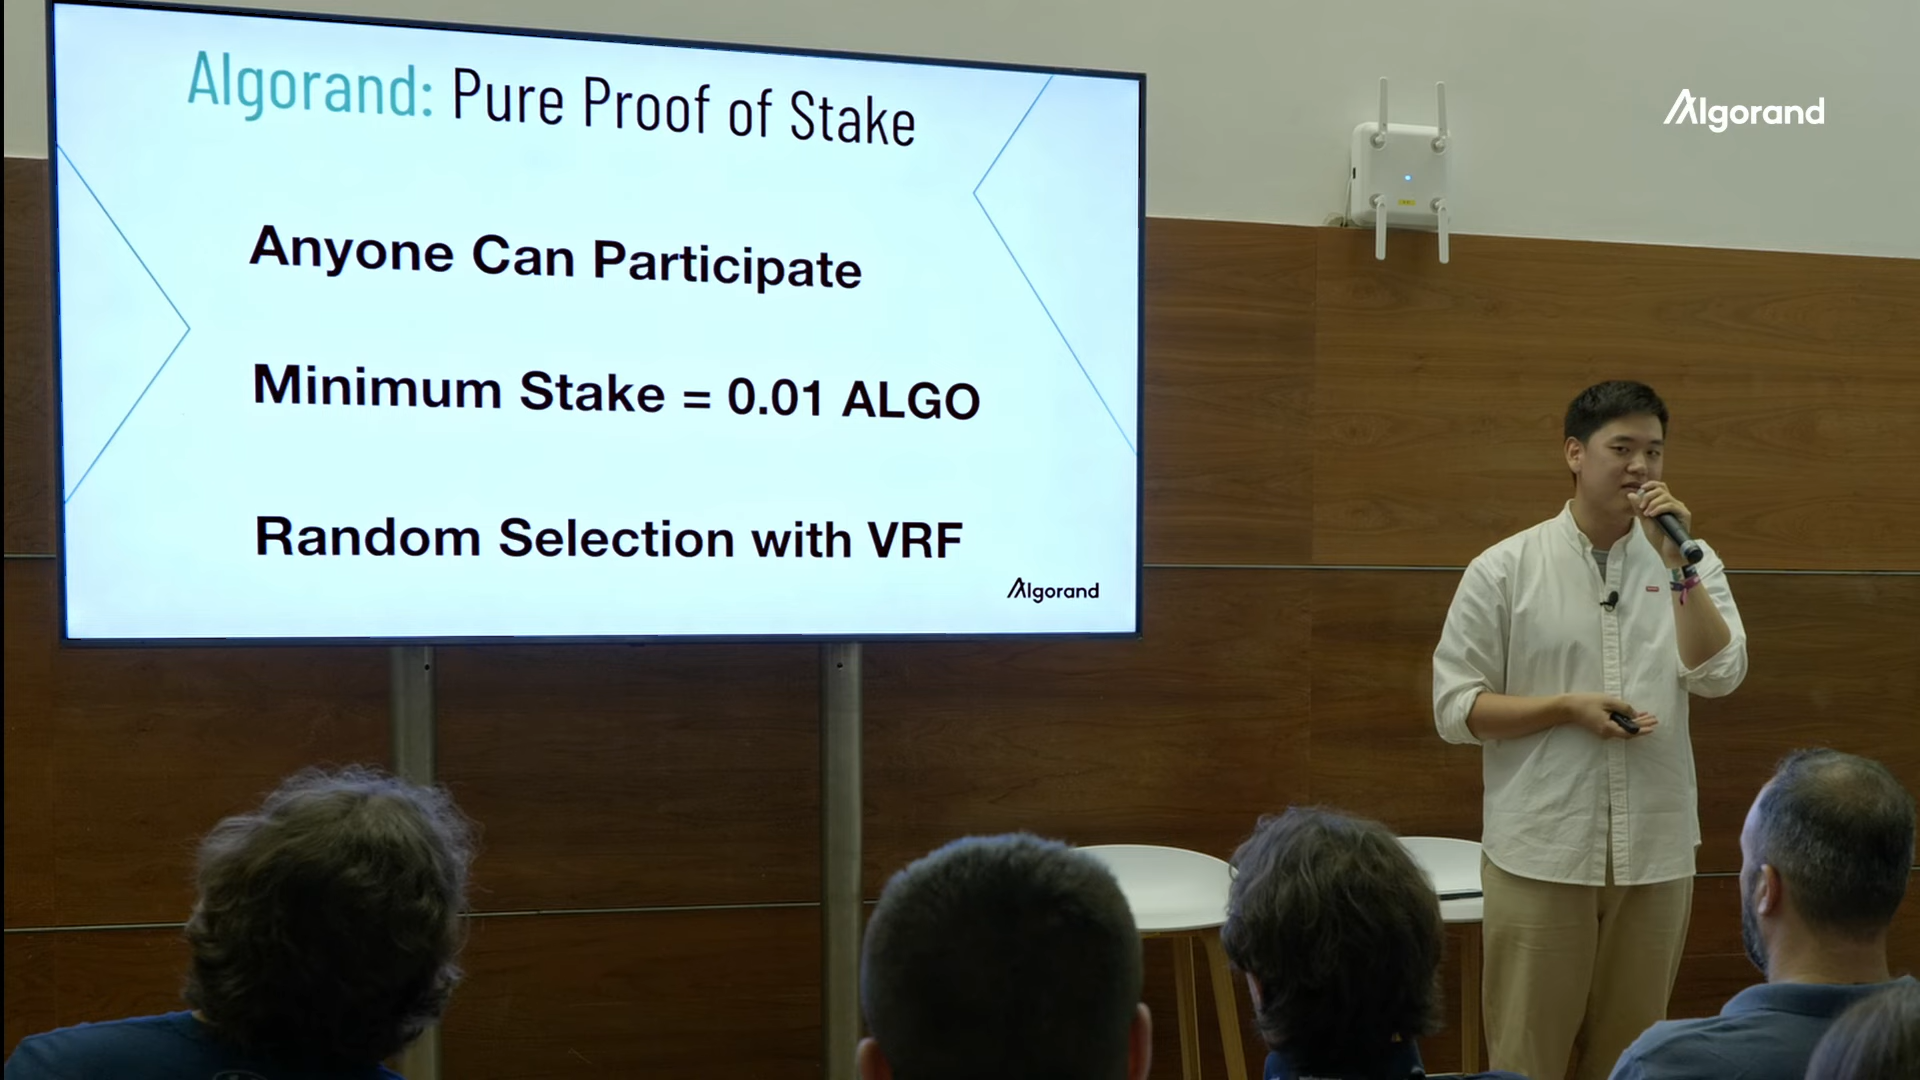 Algorand: Pure Proof of Stake
Anyone Can Participate
Minimum Stake = 0.01 ALGO
Random Selection with VRF
Algorand
Algorand